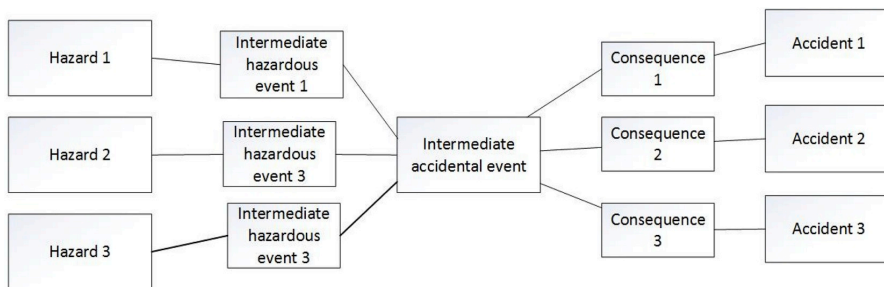 Hazard 1
Intermediate
hazardous
event 1
Consequence
1
Accident 1
Hazard 2
Intermediate
hazardous
event 3
Intermediate
accidental event
Consequence
2
Accident 2
Hazard 3
Intermediate
hazardous
event 3
Consequence
3
Accident 3